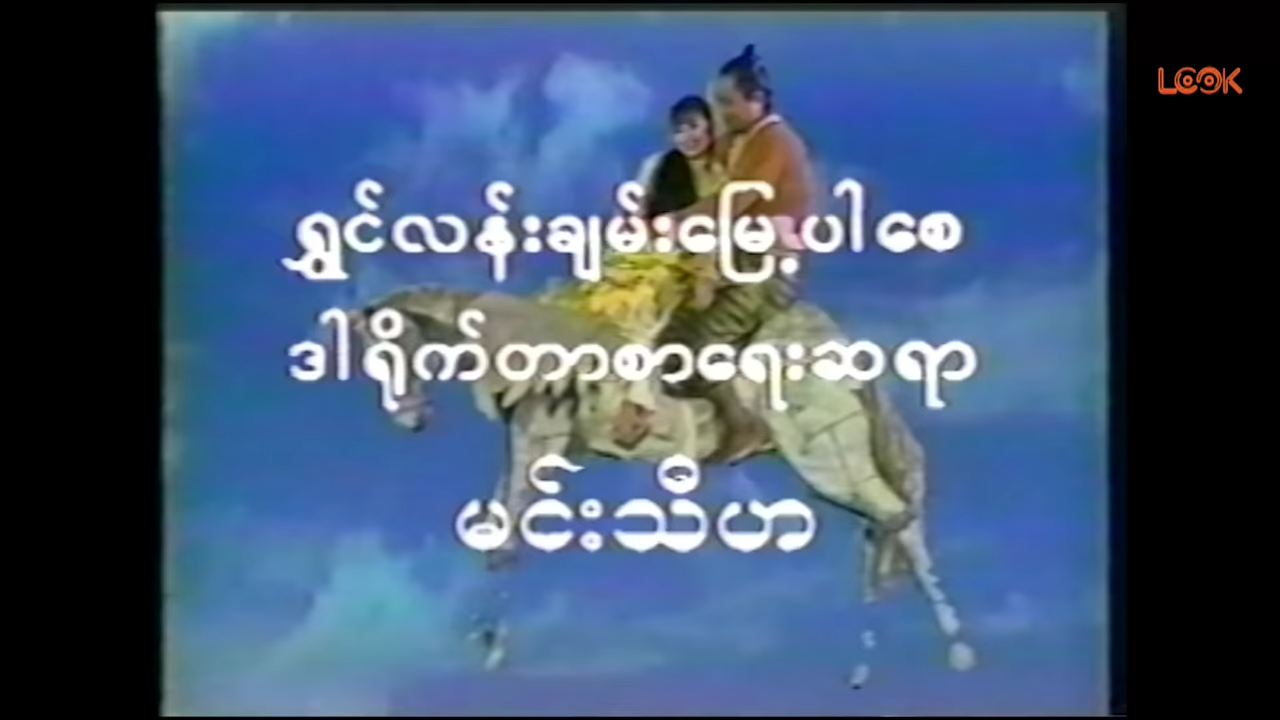 LOOK
ရွှင်လန်းချမ်းမြေ့ပါစေ
ဒါရိုက်တာစာရေးဆရာ
မင်းသီဟ